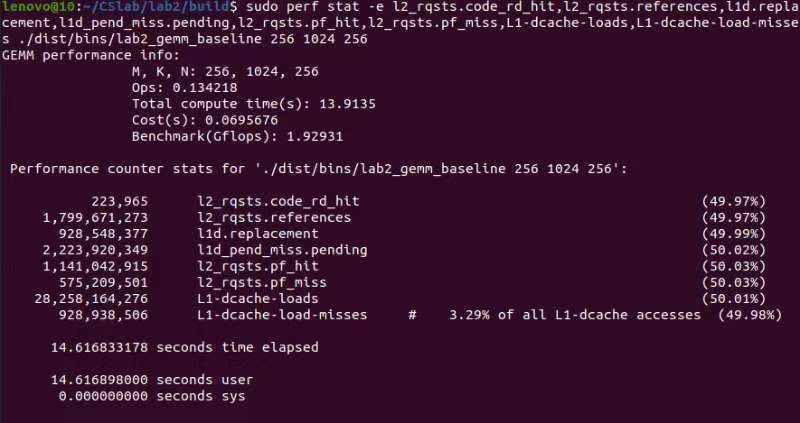 lenovo@10:~/CSlab/lab2/build$ sudo perf stat -e l2_rqsts.code_rd_hit,l2_rqsts.references,l1d.repla
cement,l1d_pend_miss.pending,l2_rqsts.pf_hit,l2_rqsts.pf_miss,L1-dcache-loads,L1-dcache-load-misse
s ./dist/bins/lab2_gemm_baseline 256 1024 256
GEMM performance info:
M, K, N: 256, 1024, 256
Ops: 0.134218
Total compute time(s): 13.9135
Cost(s): 0.0695676
Benchmark(Gflops): 1.92931
Performance counter stats for './dist/bins/lab2_gemm_baseline 256 1024 256':
223,965 l2_rqsts.code_rd_hit (49.97%)
1,799,671,273 l2_rqsts.references (49.97%)
928,548,377 l1d.replacement (49.99%)
2,223,920,349 l1d_pend_miss.pending (50.02%)
1,141,042,915 l2_rqsts.pf_hit (50.03%)
575,209,501 l2_rqsts.pf_miss (50.03%)
28,258,164,276 L1-dcache-loads (50.01%)
928,938,506 L1-dcache-load-misses # 3.29% of all L1-dcache accesses (49.98%)
14.616833178 seconds time elapsed
14.616898000 seconds user
0.000000000 seconds sys